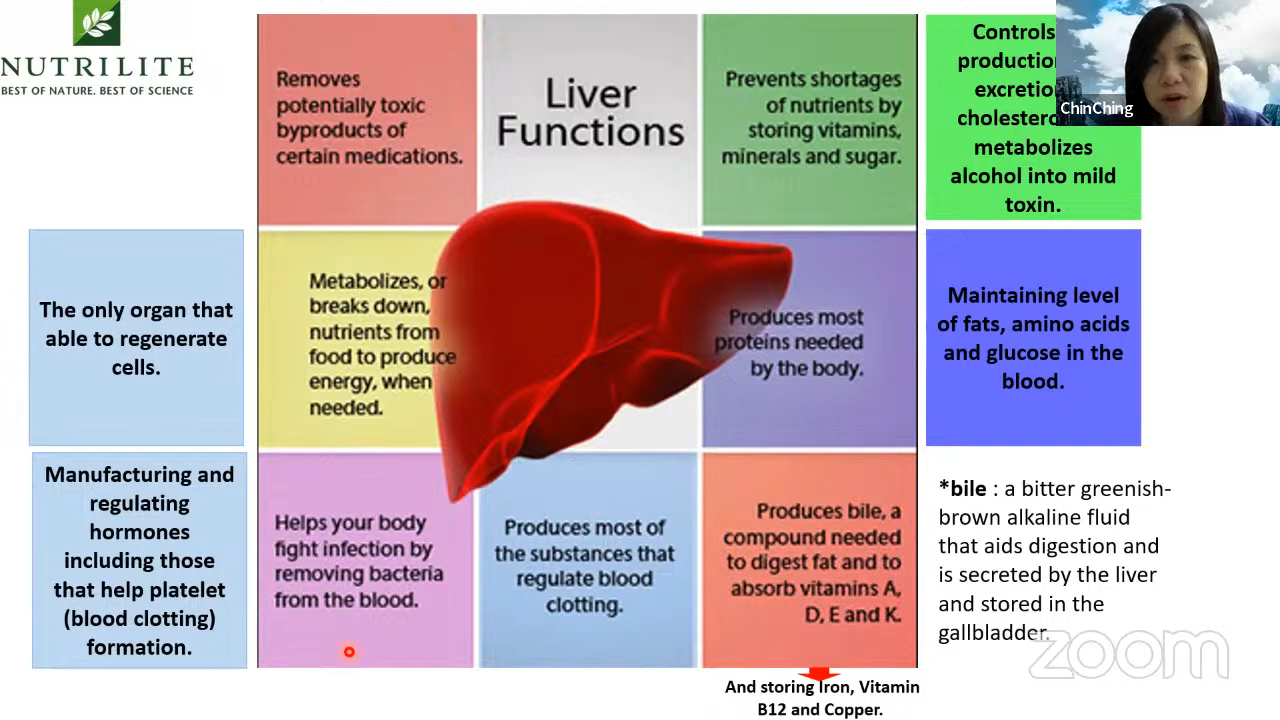 NUTRILITE
BEST OF NATURE. BEST OF SCIENCE
Removes
potentially toxic
byproducts of
certain medications.
Liver
Functions
Prevents shortages
of nutrients by
storing vitamins,
minerals and sugar.
Controls
metabolizes
alcohol into mild
toxin.
ChinChing
The only organ that
able to regenerate
cells.
Metabolizes, or
breaks down,
nutrients from
food to produce
energy, when
needed.
Produces most
proteins needed
by the body.
Maintaining level
of fats, amino acids
and glucose in the
blood.
Manufacturing and
regulating
hormones
including those
that help platelet
(blood clotting)
formation.
Helps your body
fight infection by
removing bacteria
from the blood.
Produces most of
the substances that
regulate blood
clotting.
Produces bile, a
compound needed
to digest fat and to
absorb vitamins A,
D, E and K.
And storing Iron, Vitamin
B12 and Copper.
*bile : a bitter greenish-
brown alkaline fluid
that aids digestion and
is secreted by the liver
and stored in the
gallbladder.
zoom